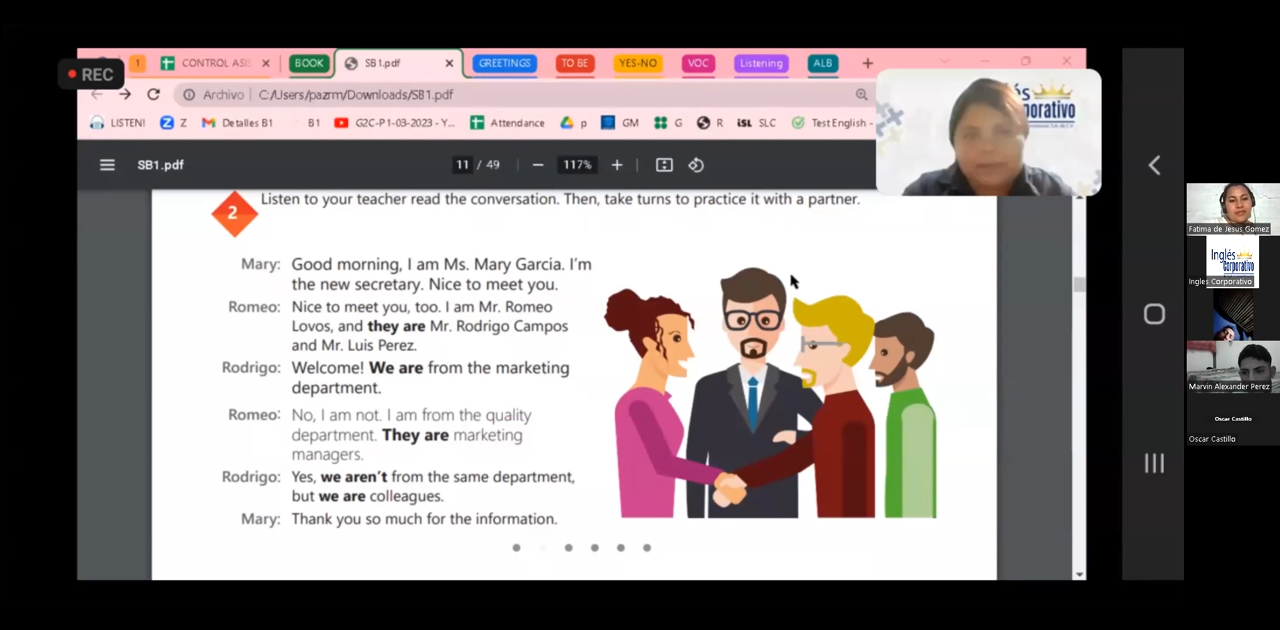 REC
1
CONTROL ASI
BOOK
SB1.pdf
GREETINGS
TO BE
YES-NO
VOC
Listening
ALB
Archivo | C:/Users/pazrm/Downloads/SB1.pdf
LISTEN!
Z
Detalles B1
B1
G2C-P1-03-2023 - Y...
Attendance
p
GM
G
R
iSL SLC
Test English -
SB1.pdf
11 / 49
117%
2
Listen to your teacher read the conversation. Then, take turns to practice it with a partner.
Mary: Good morning, I am Ms. Mary Garcia. I'm
the new secretary. Nice to meet you.
Romeo: Nice to meet you, too. I am Mr. Romeo
Lovos, and they are Mr. Rodrigo Campos
and Mr. Luis Perez.
Rodrigo: Welcome! We are from the marketing
department.
Romeo: No, I am not. I am from the quality
department. They are marketing
managers.
Rodrigo: Yes, we aren't from the same department,
but we are colleagues.
Mary: Thank you so much for the information.
Fatima de Jesus Gomez
Inglés
Corporativo
Ingles Corporativo
Marvin Alexander Perez
Oscar Castillo
Oscar Castillo